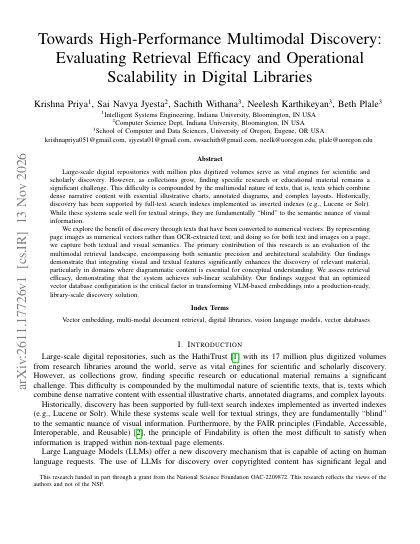 Towards High-Performance Multimodal Discovery:
Evaluating Retrieval Efficacy and Operational
Scalability in Digital Libraries
Krishna Priya¹, Sai Navya Jyesta², Sachith Withana³, Neelesh Karthikeyan³, Beth Plale³
¹Intelligent Systems Engineering, Indiana University, Bloomington, IN USA
²Computer Science Dept, Indiana University, Bloomington, IN USA
³School of Computer and Data Sciences, University of Oregon, Eugene, OR USA
krishnapriya051@gmail.com, sjyesta01@gmail.com, swsachith@gmail.com, neelk@uoregon.edu, plale@uoregon.edu
Abstract
Large-scale digital repositories with million plus digitized volumes serve as vital engines for scientific and
scholarly discovery. However, as collections grow, finding specific research or educational material remains a
significant challenge. This difficulty is compounded by the multimodal nature of texts, that is, texts which combine
dense narrative content with essential illustrative charts, annotated diagrams, and complex layouts. Historically,
discovery has been supported by full-text search indexes implemented as inverted indices (e.g., Lucene or Solr).
While these systems scale well for textual strings, they are fundamentally "blind" to the semantic nuance of visual
information.
We explore the benefit of discovery through texts that have been converted to numerical vectors. By representing
page images as numerical vectors rather than OCR-extracted text, and doing so for both text and images on a page,
we capture both textual and visual semantics. The primary contribution of this research is an evaluation of the
multimodal retrieval landscape, encompassing both semantic precision and architectural scalability. Our findings
demonstrate that integrating visual and textual features significantly enhances the discovery of relevant material,
particularly in domains where diagrammatic content is essential for conceptual understanding. We assess retrieval
efficacy, demonstrating that the system achieves sub-linear scalability. Our findings suggest that an optimized
vector database configuration is the critical factor in transforming VLM-based embeddings into a production-ready,
library-scale discovery solution.
Index Terms
Vector embedding, multi-modal document retrieval, digital libraries, vision language models, vector databases
I. INTRODUCTION
Large-scale digital repositories, such as the HathiTrust [1] with its 17 million plus digitized volumes
from research libraries around the world, serve as vital engines for scientific and scholarly discovery.
However, as collections grow, finding specific research or educational material remains a significant
challenge. This difficulty is compounded by the multimodal nature of scientific texts, that is, texts which
combine dense narrative content with essential illustrative charts, annotated diagrams, and complex layouts.
Historically, discovery has been supported by full-text search indexes implemented as inverted indices
(e.g., Lucene or Solr). While these systems scale well for textual strings, they are fundamentally "blind"
to the semantic nuance of visual information. Furthermore, by the FAIR principles (Findable, Accessible,
Interoperable, and Reusable) [2], the principle of Findability is often the most difficult to satisfy when
information is trapped within non-textual page elements.
Large Language Models (LLMs) offer a new discovery mechanism that is capable of acting on human
language requests. The use of LLMs for discovery over copyrighted content has significant legal and
This research funded in part through a grant from the National Science Foundation OAC-2209872. This research reflects the views of the
authors and not of the NSF.
arXiv:2611.17726v1 [cs.IR] 13 Nov 2026